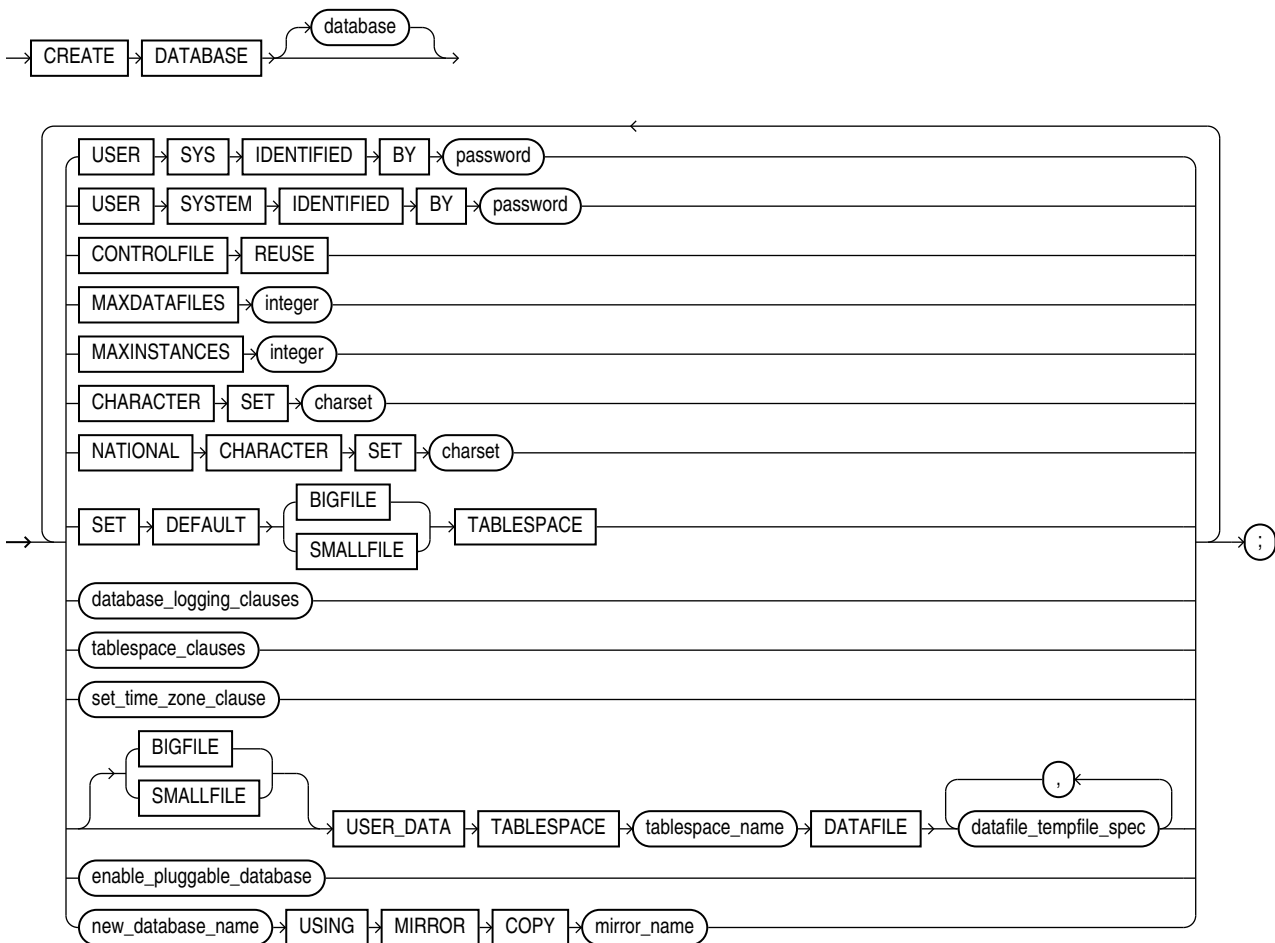 database
CREATE DATABASE
USER SYS IDENTIFIED BY password
USER SYSTEM IDENTIFIED BY password
CONTROLFILE REUSE
MAXDATAFILES integer
MAXINSTANCES integer
CHARACTER SET charset
NATIONAL CHARACTER SET charset
BIGFILE
SET DEFAULT TABLESPACE
SMALLFILE
;
database_logging_clauses
tablespace_clauses
set_time_zone_clause
BIGFILE
,
SMALLFILE
USER_DATA TABLESPACE tablespace_name DATAFILE datafile_tempfile_spec
enable_pluggable_database
new_database_name USING MIRROR COPY mirror_name